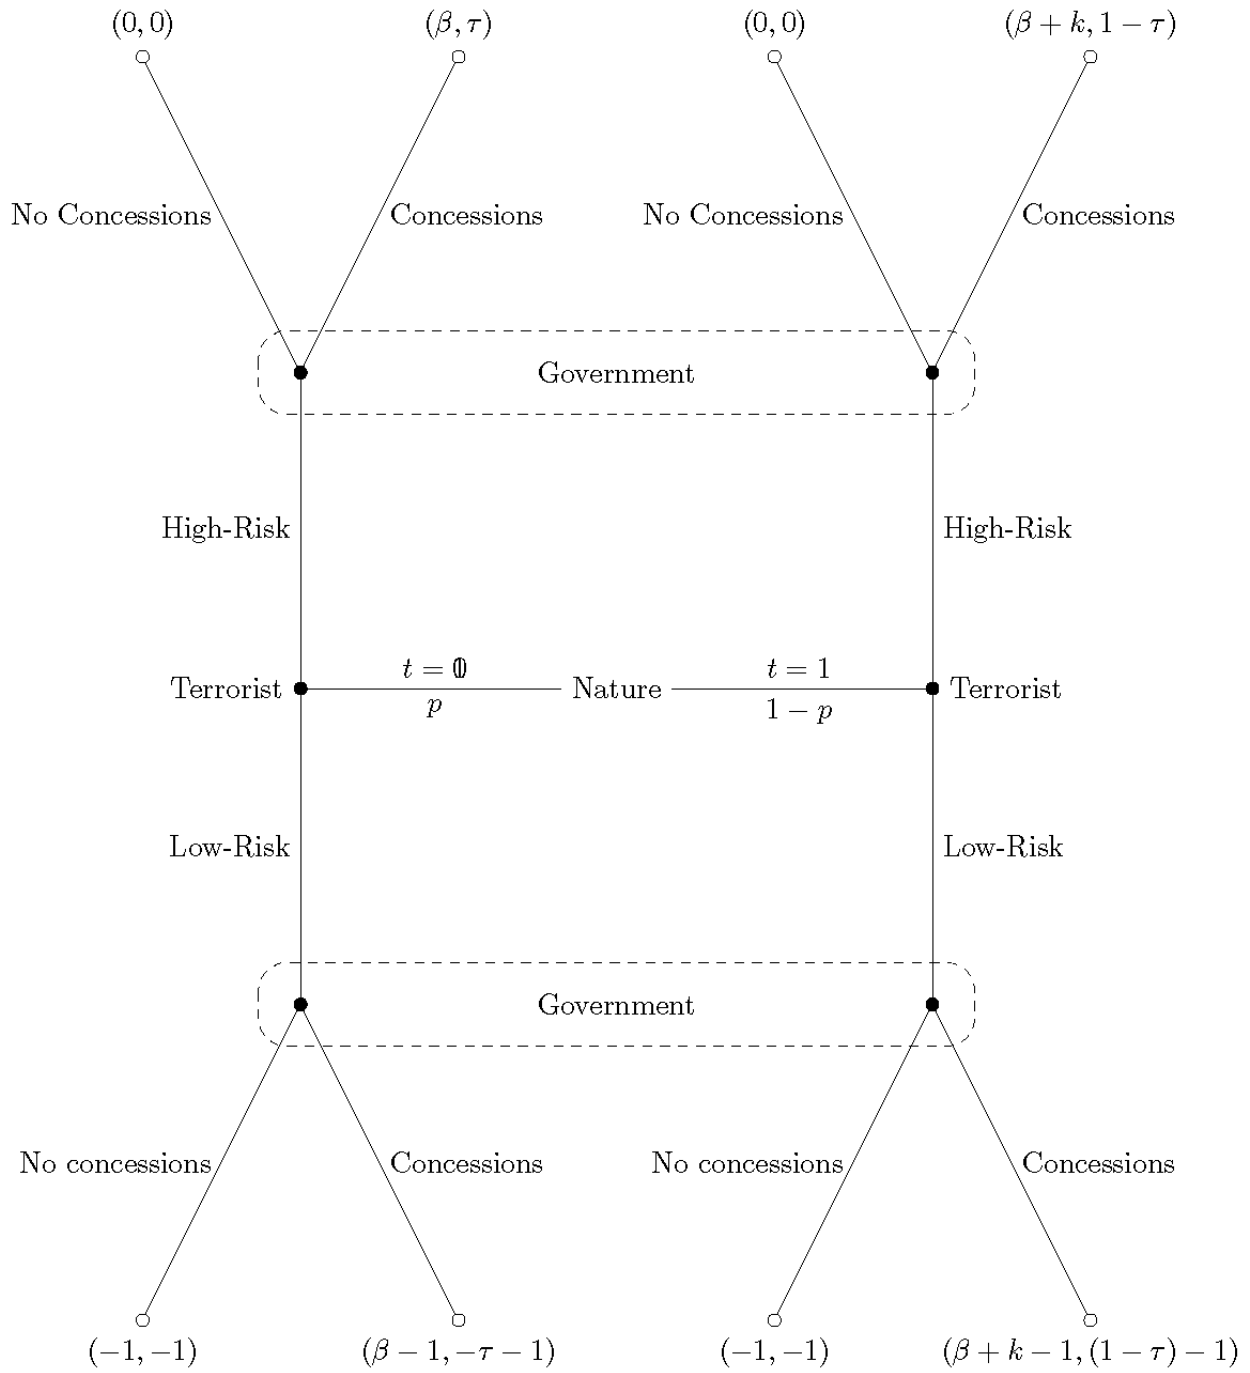 (0, 0) (β, τ) (0, 0) (β + k, 1 − τ)
No Concessions Concessions No Concessions Concessions
Government
High-Risk High-Risk
t = 0 t = 1
Terrorist Nature Terrorist
p 1 − p
Low-Risk Low-Risk
Government
No concessions Concessions No concessions Concessions
(−1, −1) (β − 1, −τ − 1) (−1, −1) (β + k − 1, (1 − τ) − 1)